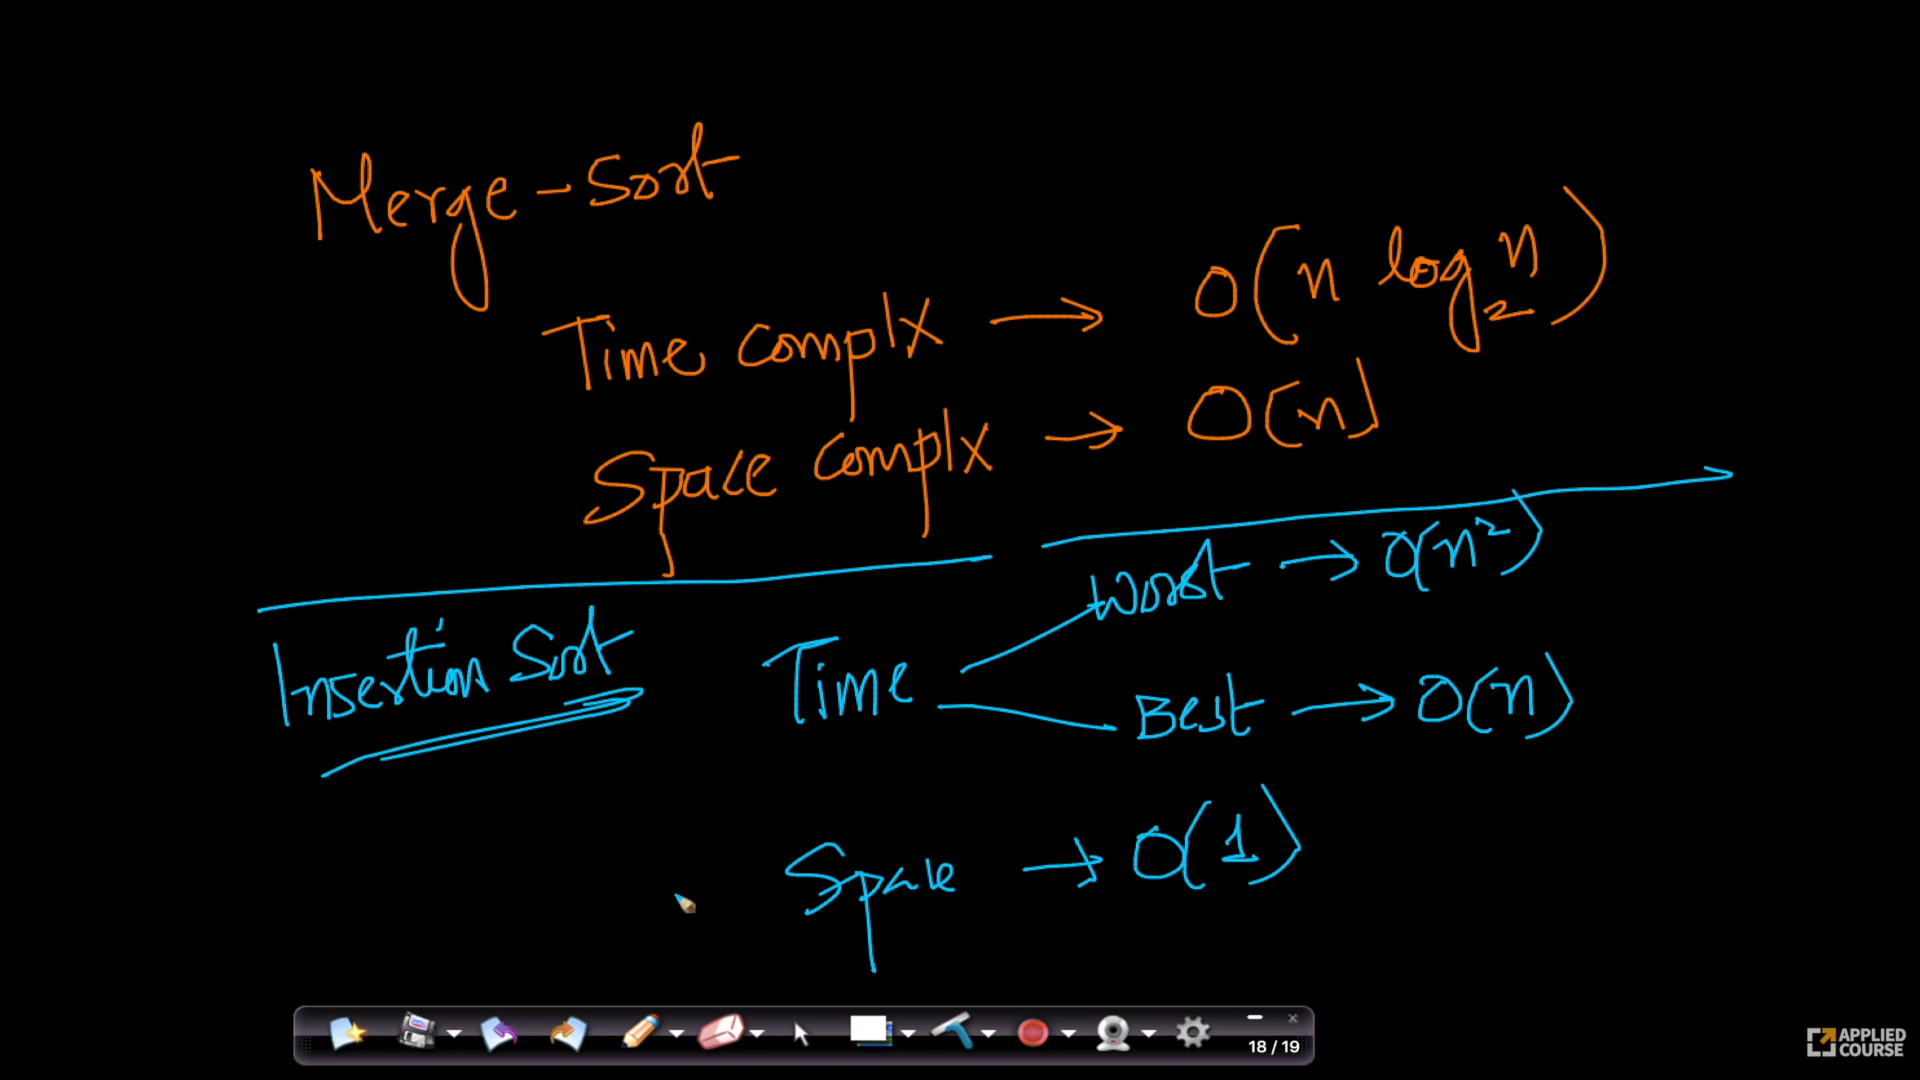 Merge-Sort
Time complx → O(n log₂ n)
Space complx → O(n)
Insertion Sort
Time
Worst → O(n²)
Best → O(n)
Space → O(1)
18 / 19
APPLIED
COURSE